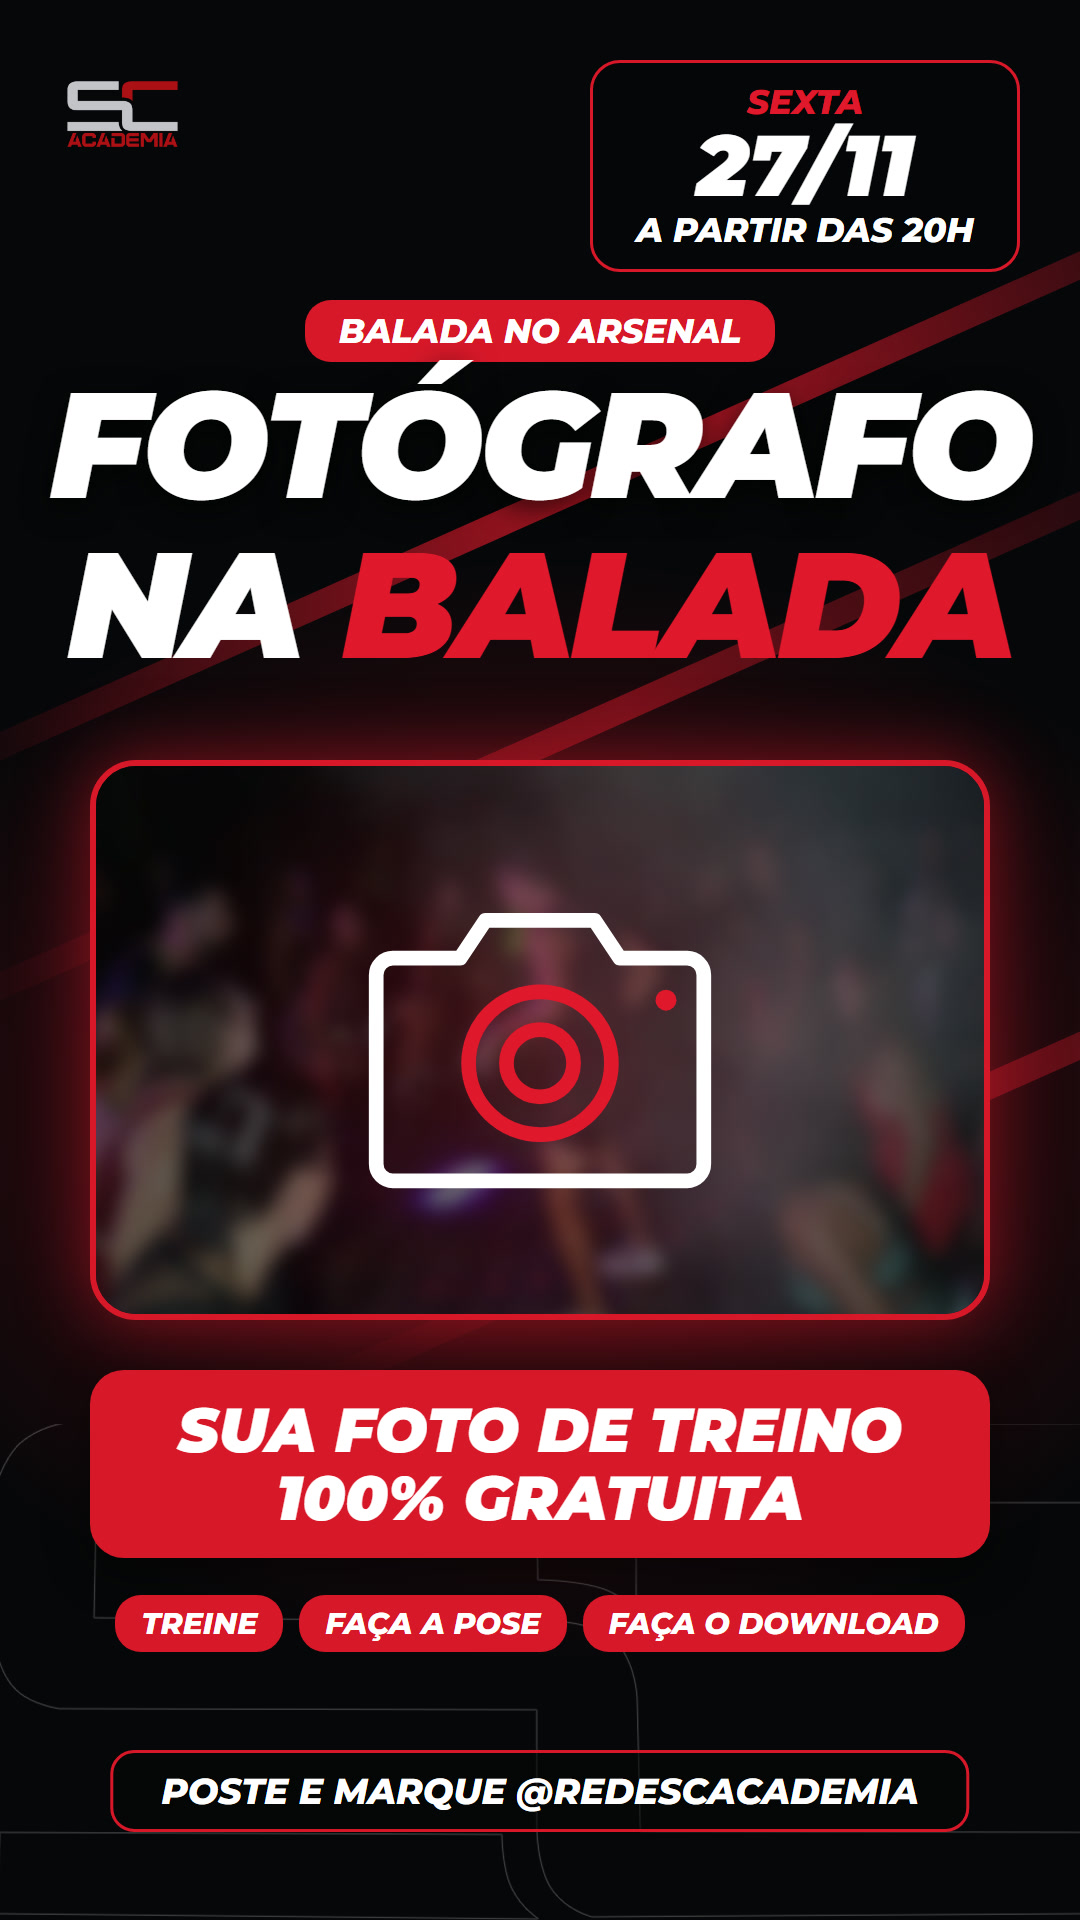 SC
ACADEMIA
SEXTA
27/11
A PARTIR DAS 20H
BALADA NO ARSENAL
FOTÓGRAFO
NA BALADA
SUA FOTO DE TREINO
100% GRATUITA
TREINE
FAÇA A POSE
FAÇA O DOWNLOAD
POSTE E MARQUE @REDESCACADEMIA